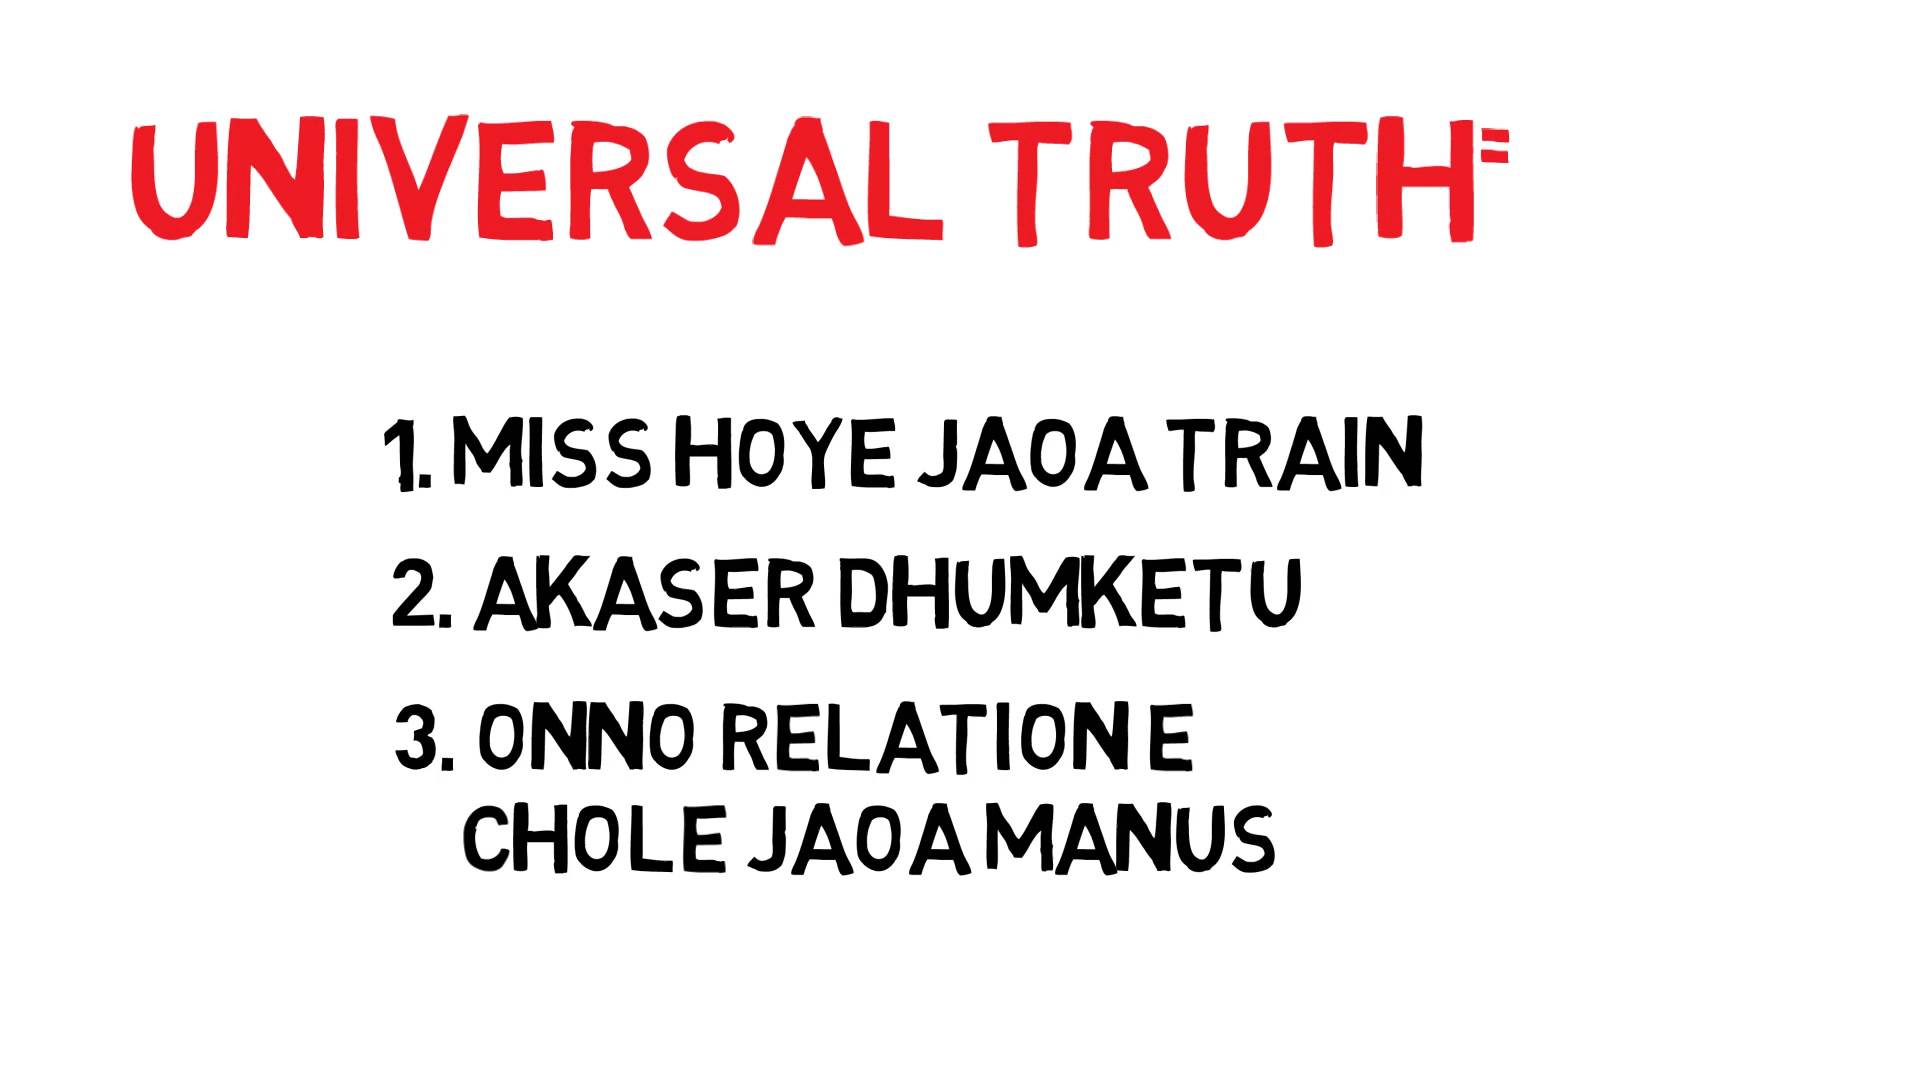 UNIVERSAL TRUTH=
1. MISS HOYE JAOA TRAIN
2. AKASER DHUMKETU
3. ONNO RELATION E
CHOLE JAOA MANUS